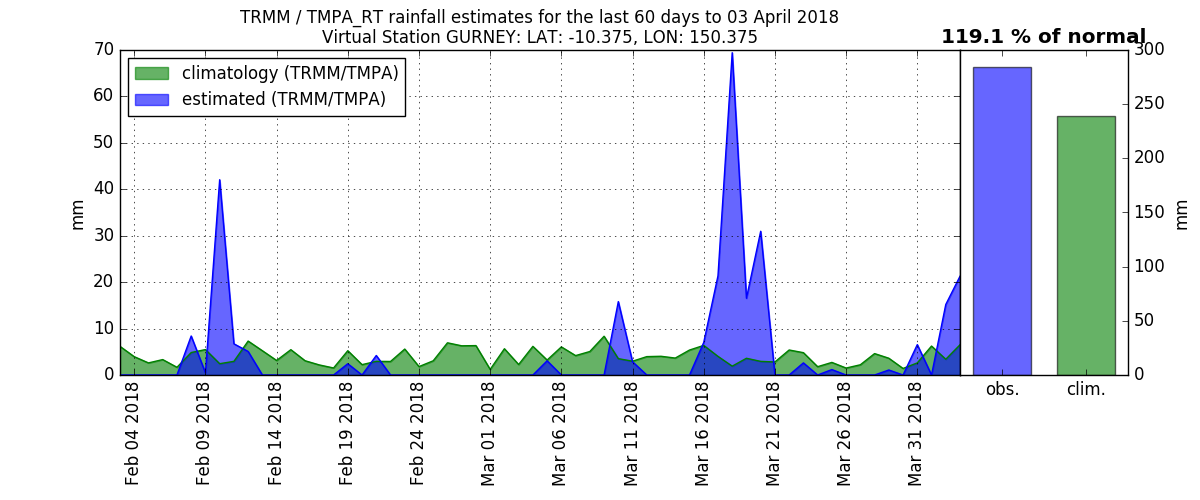 TRMM / TMPA_RT rainfall estimates for the last 60 days to 03 April 2018
Virtual Station GURNEY: LAT: -10.375, LON: 150.375
119.1 % of normal
climatology (TRMM/TMPA)
estimated (TRMM/TMPA)
70
60
50
40
30
20
10
0
mm
300
250
200
150
100
50
0
mm
Feb 04 2018
Feb 09 2018
Feb 14 2018
Feb 19 2018
Feb 24 2018
Mar 01 2018
Mar 06 2018
Mar 11 2018
Mar 16 2018
Mar 21 2018
Mar 26 2018
Mar 31 2018
obs.
clim.